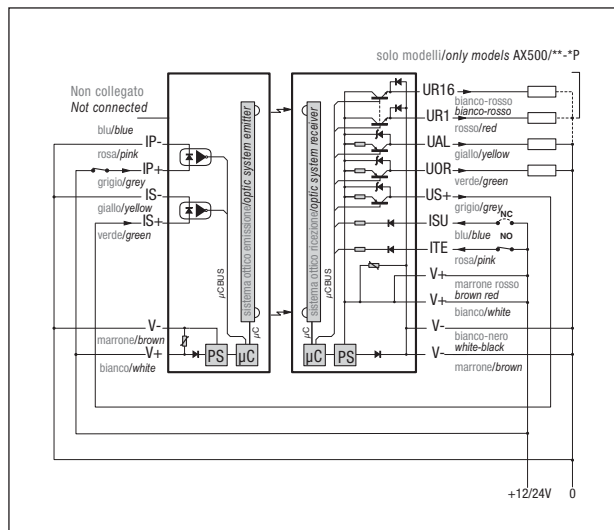 solo modelli/only models AX500/**-*P
Non collegato
Not connected
blu/blue
IP-
rosa/pink
IP+
grigio/grey
IS-
giallo/yellow
IS+
verde/green
V-
marrone/brown
V+
bianco/white
µCBUS
sistema ottico emissione/optic system emitter
µC
PS
µC
sistema ottico ricezione/optic system receiver
µCBUS
µC
µC
PS
UR16
bianco-rosso
UR1
bianco-rosso
rosso/red
UAL
giallo/yellow
UOR
verde/green
US+
grigio/grey
ISU
NC
blu/blue
NO
ITE
rosa/pink
V+
marrone rosso
V+
brown red
bianco/white
V-
bianco-nero
white-black
V-
marrone/brown
+12/24V
0